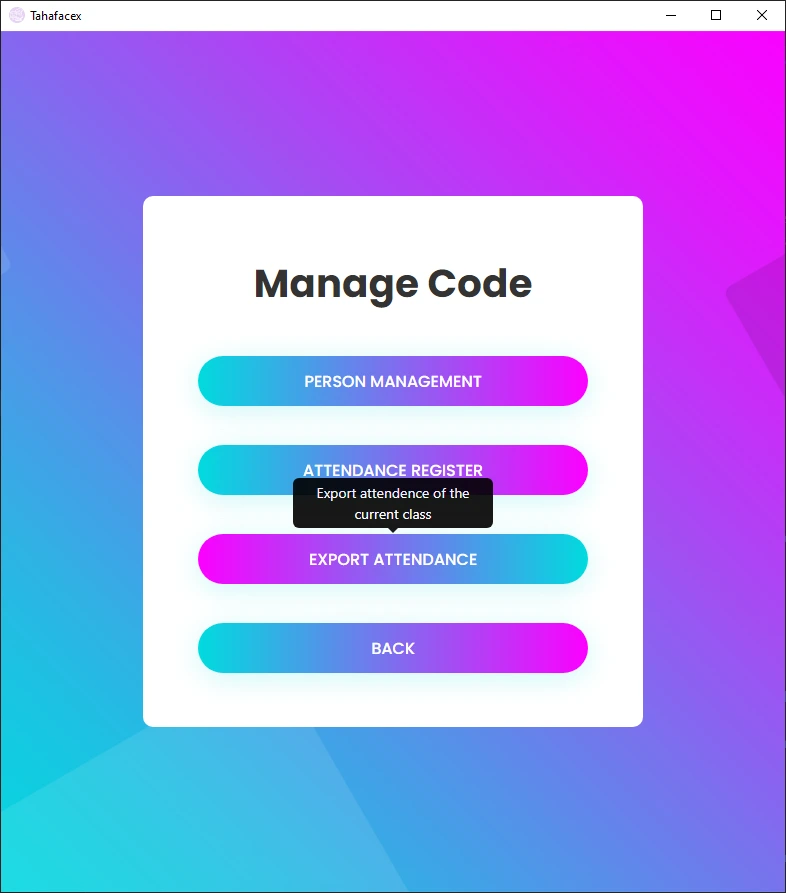 Tahafacex
Manage Code
PERSON MANAGEMENT
ATTENDANCE REGISTER
Export attendence of the
current class
EXPORT ATTENDANCE
BACK